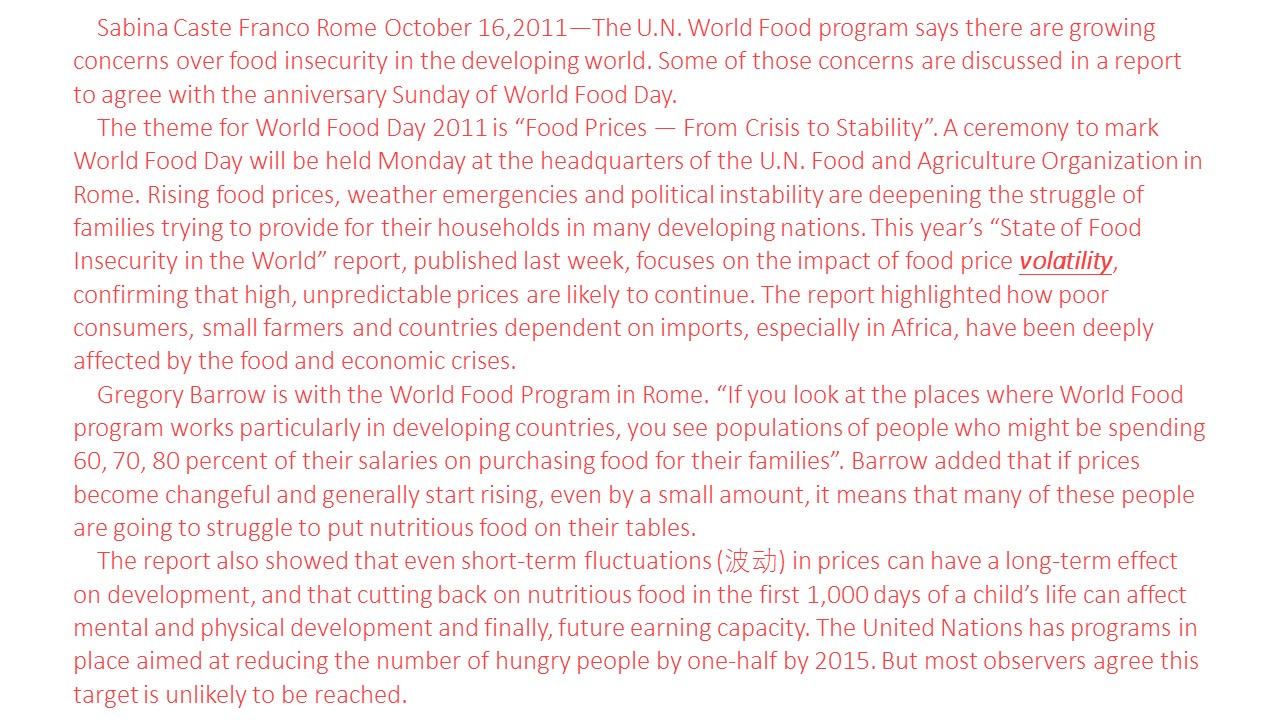 Sabina Caste Franco Rome October 16,2011—The U.N. World Food program says there are growing
concerns over food insecurity in the developing world. Some of those concerns are discussed in a report
to agree with the anniversary Sunday of World Food Day.
The theme for World Food Day 2011 is “Food Prices — From Crisis to Stability”. A ceremony to mark
World Food Day will be held Monday at the headquarters of the U.N. Food and Agriculture Organization in
Rome. Rising food prices, weather emergencies and political instability are deepening the struggle of
families trying to provide for their households in many developing nations. This year’s “State of Food
Insecurity in the World” report, published last week, focuses on the impact of food price volatility,
confirming that high, unpredictable prices are likely to continue. The report highlighted how poor
consumers, small farmers and countries dependent on imports, especially in Africa, have been deeply
affected by the food and economic crises.
Gregory Barrow is with the World Food Program in Rome. “If you look at the places where World Food
program works particularly in developing countries, you see populations of people who might be spending
60, 70, 80 percent of their salaries on purchasing food for their families”. Barrow added that if prices
become changeful and generally start rising, even by a small amount, it means that many of these people
are going to struggle to put nutritious food on their tables.
The report also showed that even short-term fluctuations (波动) in prices can have a long-term effect
on development, and that cutting back on nutritious food in the first 1,000 days of a child’s life can affect
mental and physical development and finally, future earning capacity. The United Nations has programs in
place aimed at reducing the number of hungry people by one-half by 2015. But most observers agree this
target is unlikely to be reached.